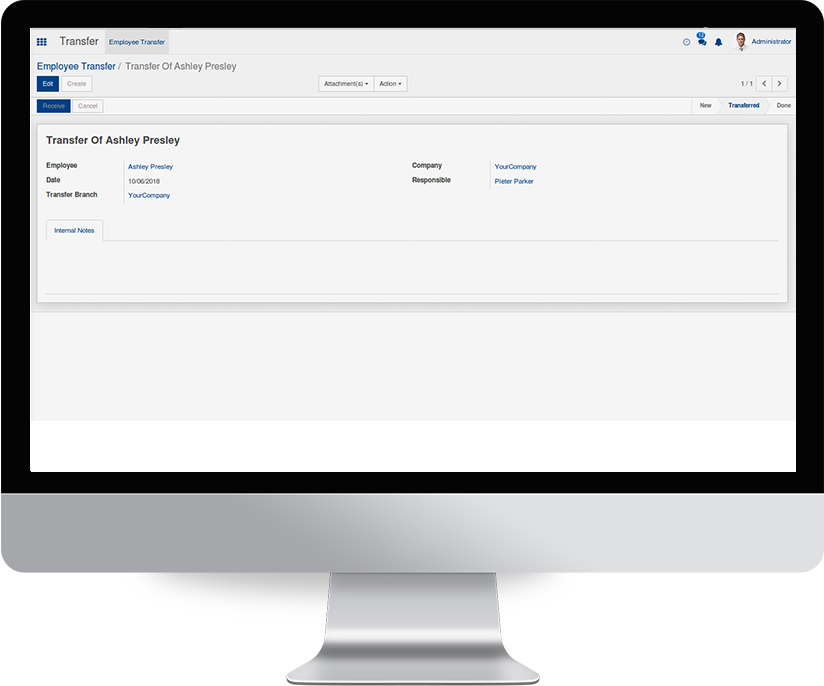 Transfer Employee Transfer Administrator
Employee Transfer / Transfer Of Ashley Presley
Edit Create Attachment(s) Action 1 / 1
Receive Cancel New Transferred Done
Transfer Of Ashley Presley
Employee Ashley Presley Company YourCompany
Date 10/06/2018 Responsible Pieter Parker
Transfer Branch YourCompany
Internal Notes